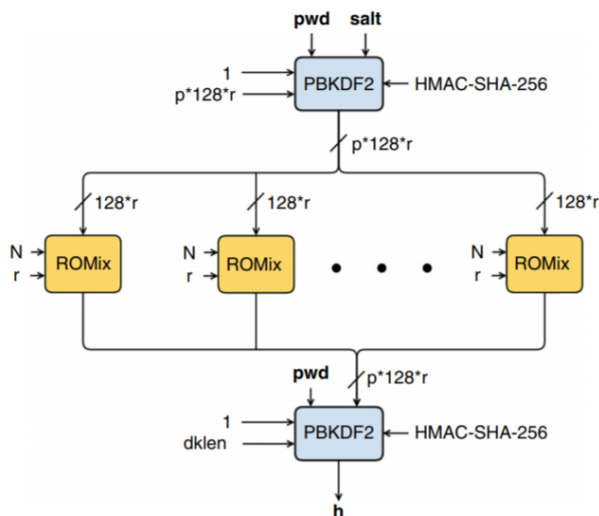 pwd salt
1
p*128*r
PBKDF2
HMAC-SHA-256
p*128*r
128*r 128*r 128*r
N
r
ROMix
N
r
ROMix
N
r
ROMix
pwd
p*128*r
1
dklen
PBKDF2
HMAC-SHA-256
h